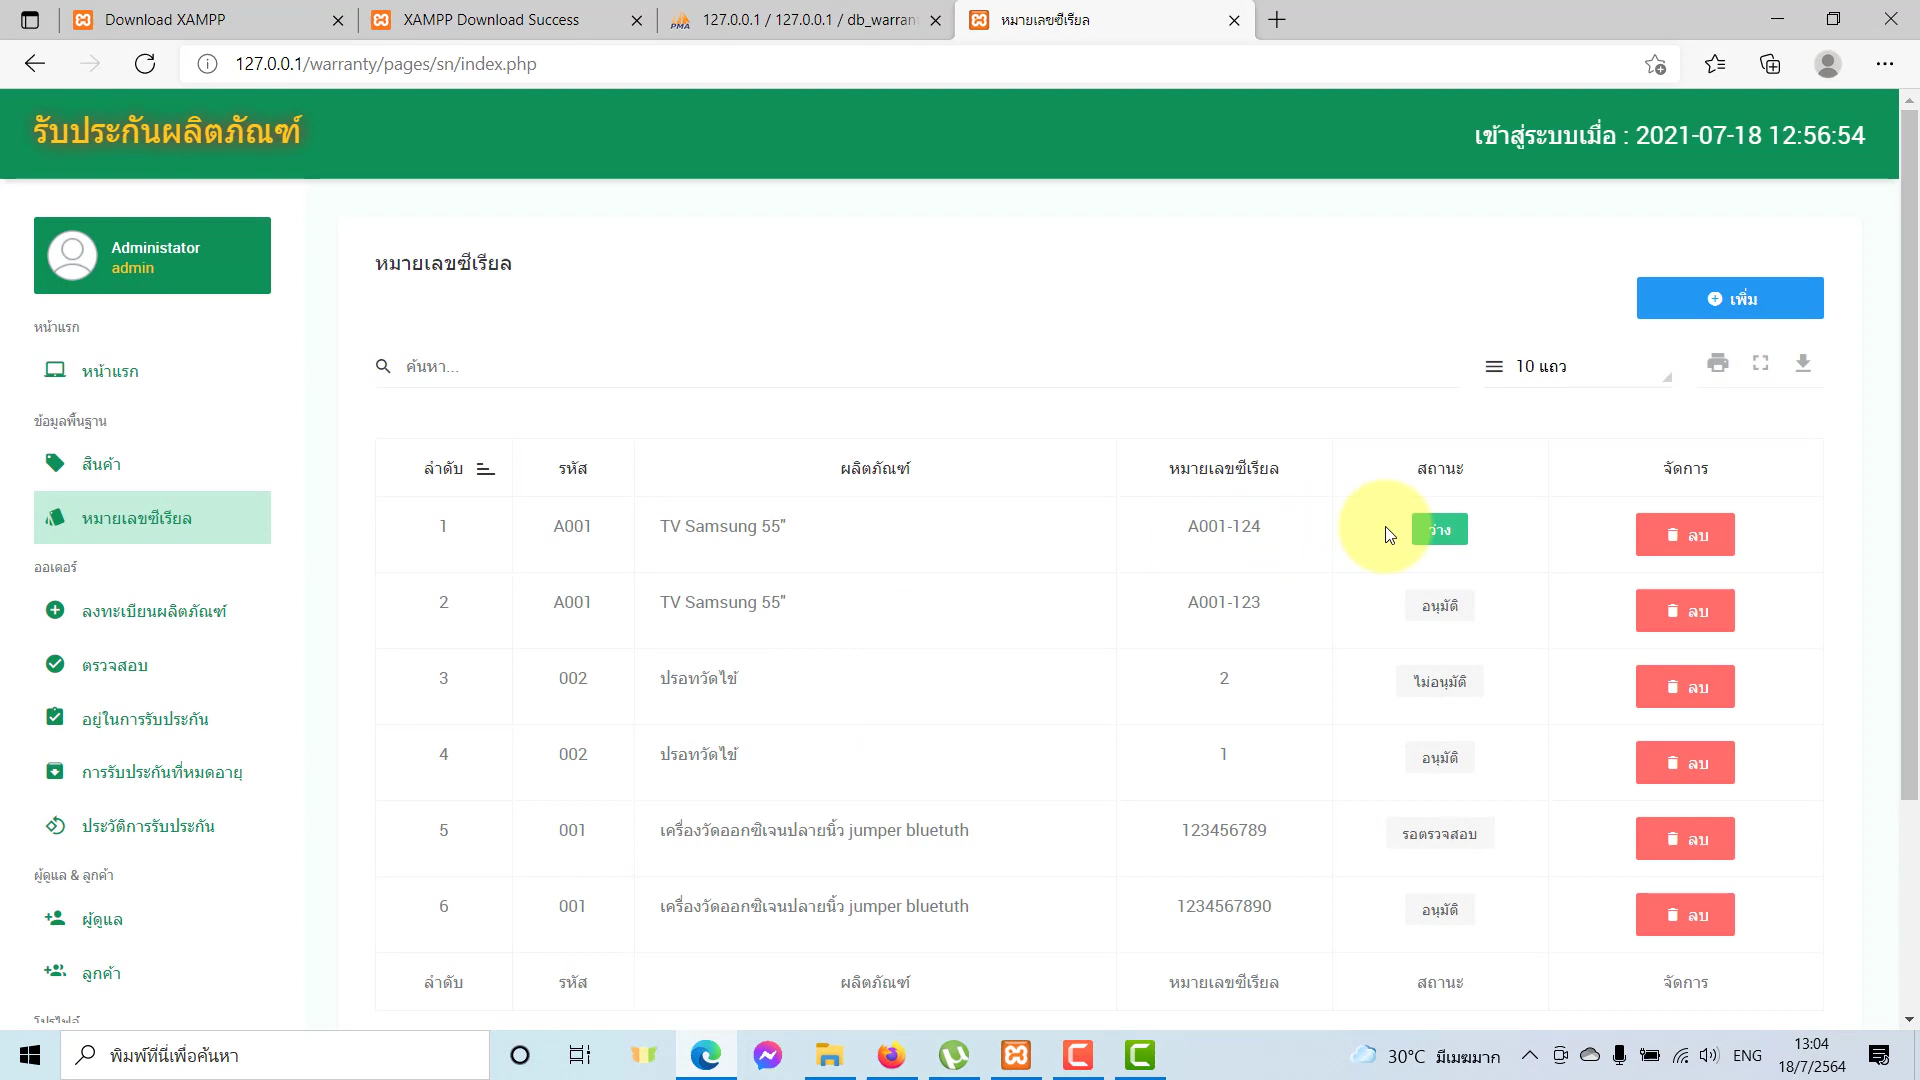 Download XAMPP
XAMPP Download Success
PMA
127.0.0.1 / 127.0.0.1 / db_warran
หมายเลขซีเรียล
127.0.0.1/warranty/pages/sn/index.php
รับประกันผลิตภัณฑ์
เข้าสู่ระบบเมื่อ : 2021-07-18 12:56:54
Administator
admin
หน้าแรก
หน้าแรก
ข้อมูลพื้นฐาน
สินค้า
หมายเลขซีเรียล
ออเดอร์
ลงทะเบียนผลิตภัณฑ์
ตรวจสอบ
อยู่ในการรับประกัน
การรับประกันที่หมดอายุ
ประวัติการรับประกัน
ผู้ดูแล & ลูกค้า
ผู้ดูแล
ลูกค้า
โปรไฟล์
หมายเลขซีเรียล
เพิ่ม
ค้นหา...
10 แถว
ลำดับ รหัส ผลิตภัณฑ์ หมายเลขซีเรียล สถานะ จัดการ
1 A001 TV Samsung 55" A001-124 ว่าง ลบ
2 A001 TV Samsung 55" A001-123 อนุมัติ ลบ
3 002 ปรอทวัดไข้ 2 ไม่อนุมัติ ลบ
4 002 ปรอทวัดไข้ 1 อนุมัติ ลบ
5 001 เครื่องวัดออกซิเจนปลายนิ้ว jumper bluetuth 123456789 รอตรวจสอบ ลบ
6 001 เครื่องวัดออกซิเจนปลายนิ้ว jumper bluetuth 1234567890 อนุมัติ ลบ
ลำดับ รหัส ผลิตภัณฑ์ หมายเลขซีเรียล สถานะ จัดการ
พิมพ์ที่นี่เพื่อค้นหา
30°C มีเมฆมาก
ENG
13:04
18/7/2564